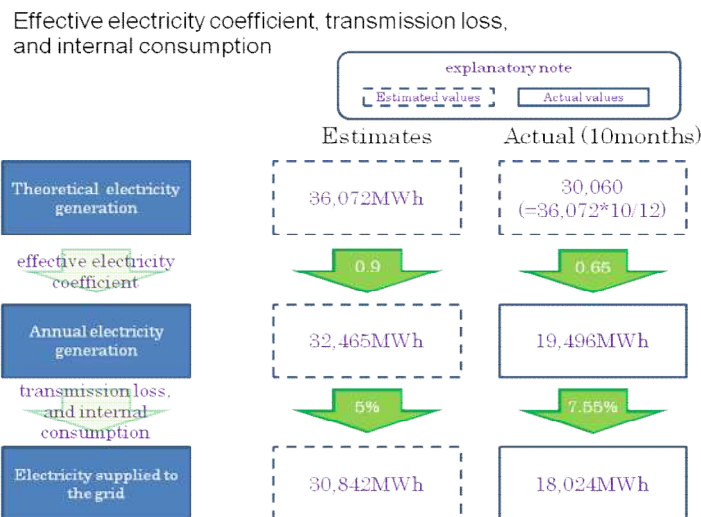 Effective electricity coefficient, transmission loss,
and internal consumption
explanatory note
Estimated values
Actual values
Estimates
Actual (10months)
Theoretical electricity
generation
36,072MWh
30,060
(=36,072*10/12)
effective electricity
coefficient
0.9
0.65
Annual electricity
generation
32,465MWh
19,496MWh
transmission loss,
and internal
consumption
5%
7.55%
Electricity supplied to
the grid
30,842MWh
18,024MWh